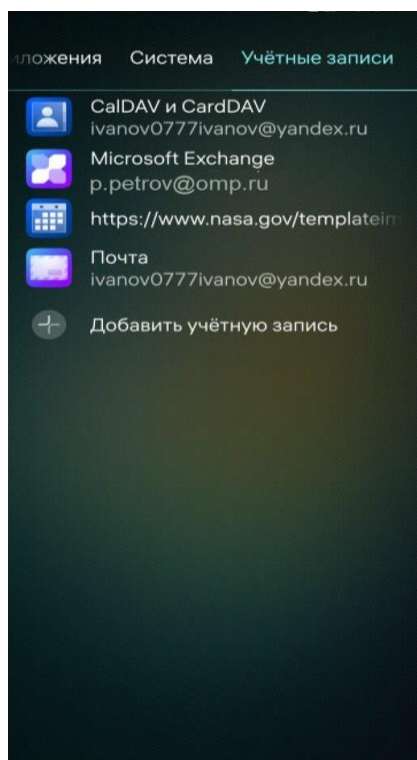 иложения Система Учётные записи
CalDAV и CardDAV
ivanov0777ivanov@yandex.ru
Microsoft Exchange
p.petrov@omp.ru
https://www.nasa.gov/templateim
Почта
ivanov0777ivanov@yandex.ru
Добавить учётную запись